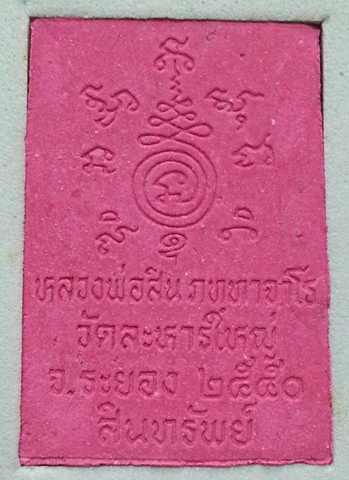 หลวงพ่อสิน ภททาจาโร
วัดละหารใหญ่
จ.ระยอง ๒๕๕๐
สินทรัพย์